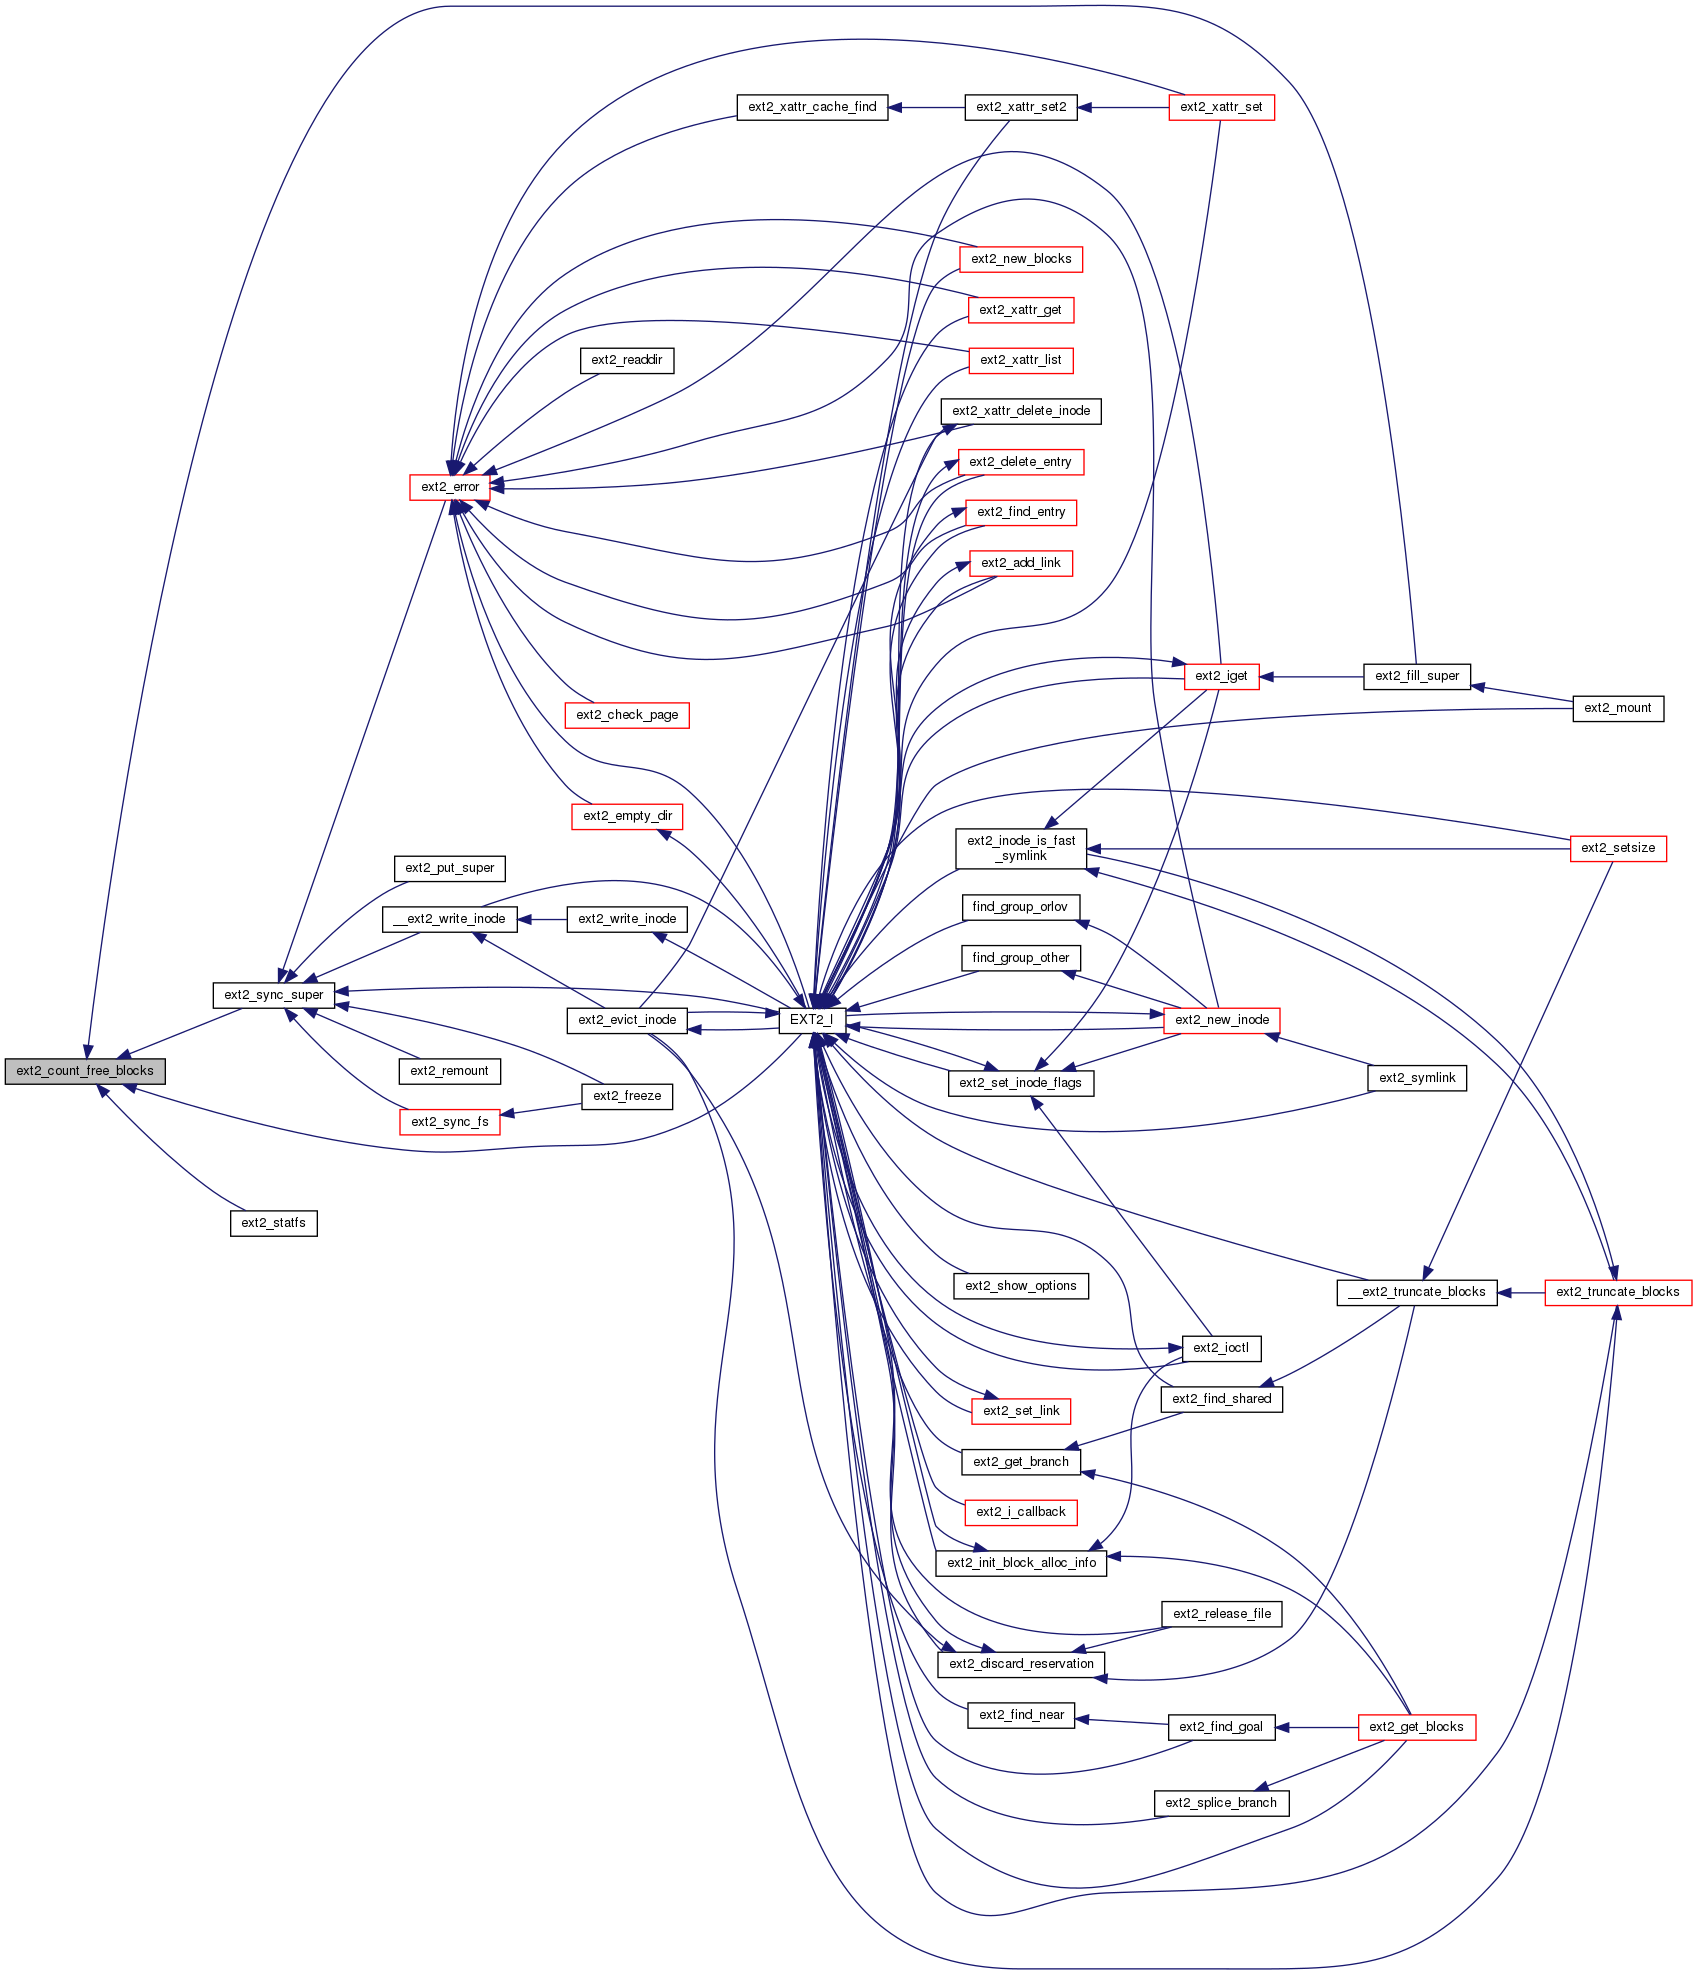 ext2_xattr_cache_find
ext2_xattr_set2
ext2_xattr_set
ext2_new_blocks
ext2_xattr_get
ext2_readdir
ext2_xattr_list
ext2_xattr_delete_inode
ext2_delete_entry
ext2_error
ext2_find_entry
ext2_add_link
ext2_iget
ext2_fill_super
ext2_mount
ext2_check_page
ext2_empty_dir
ext2_inode_is_fast
_symlink
ext2_setsize
ext2_put_super
find_group_orlov
__ext2_write_inode
ext2_write_inode
find_group_other
ext2_sync_super
ext2_evict_inode
EXT2_I
ext2_new_inode
ext2_count_free_blocks
ext2_remount
ext2_set_inode_flags
ext2_symlink
ext2_freeze
ext2_sync_fs
ext2_statfs
ext2_show_options
__ext2_truncate_blocks
ext2_truncate_blocks
ext2_ioctl
ext2_find_shared
ext2_set_link
ext2_get_branch
ext2_i_callback
ext2_init_block_alloc_info
ext2_release_file
ext2_discard_reservation
ext2_find_near
ext2_find_goal
ext2_get_blocks
ext2_splice_branch